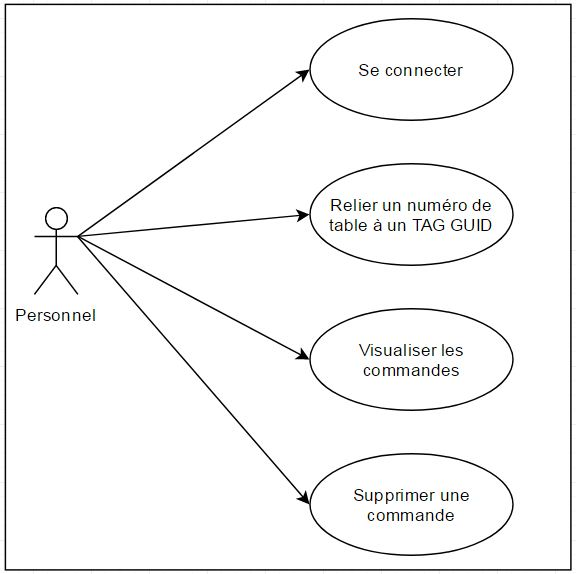 Se connecter
Relier un numéro de
table à un TAG GUID
Personnel
Visualiser les
commandes
Supprimer une
commande